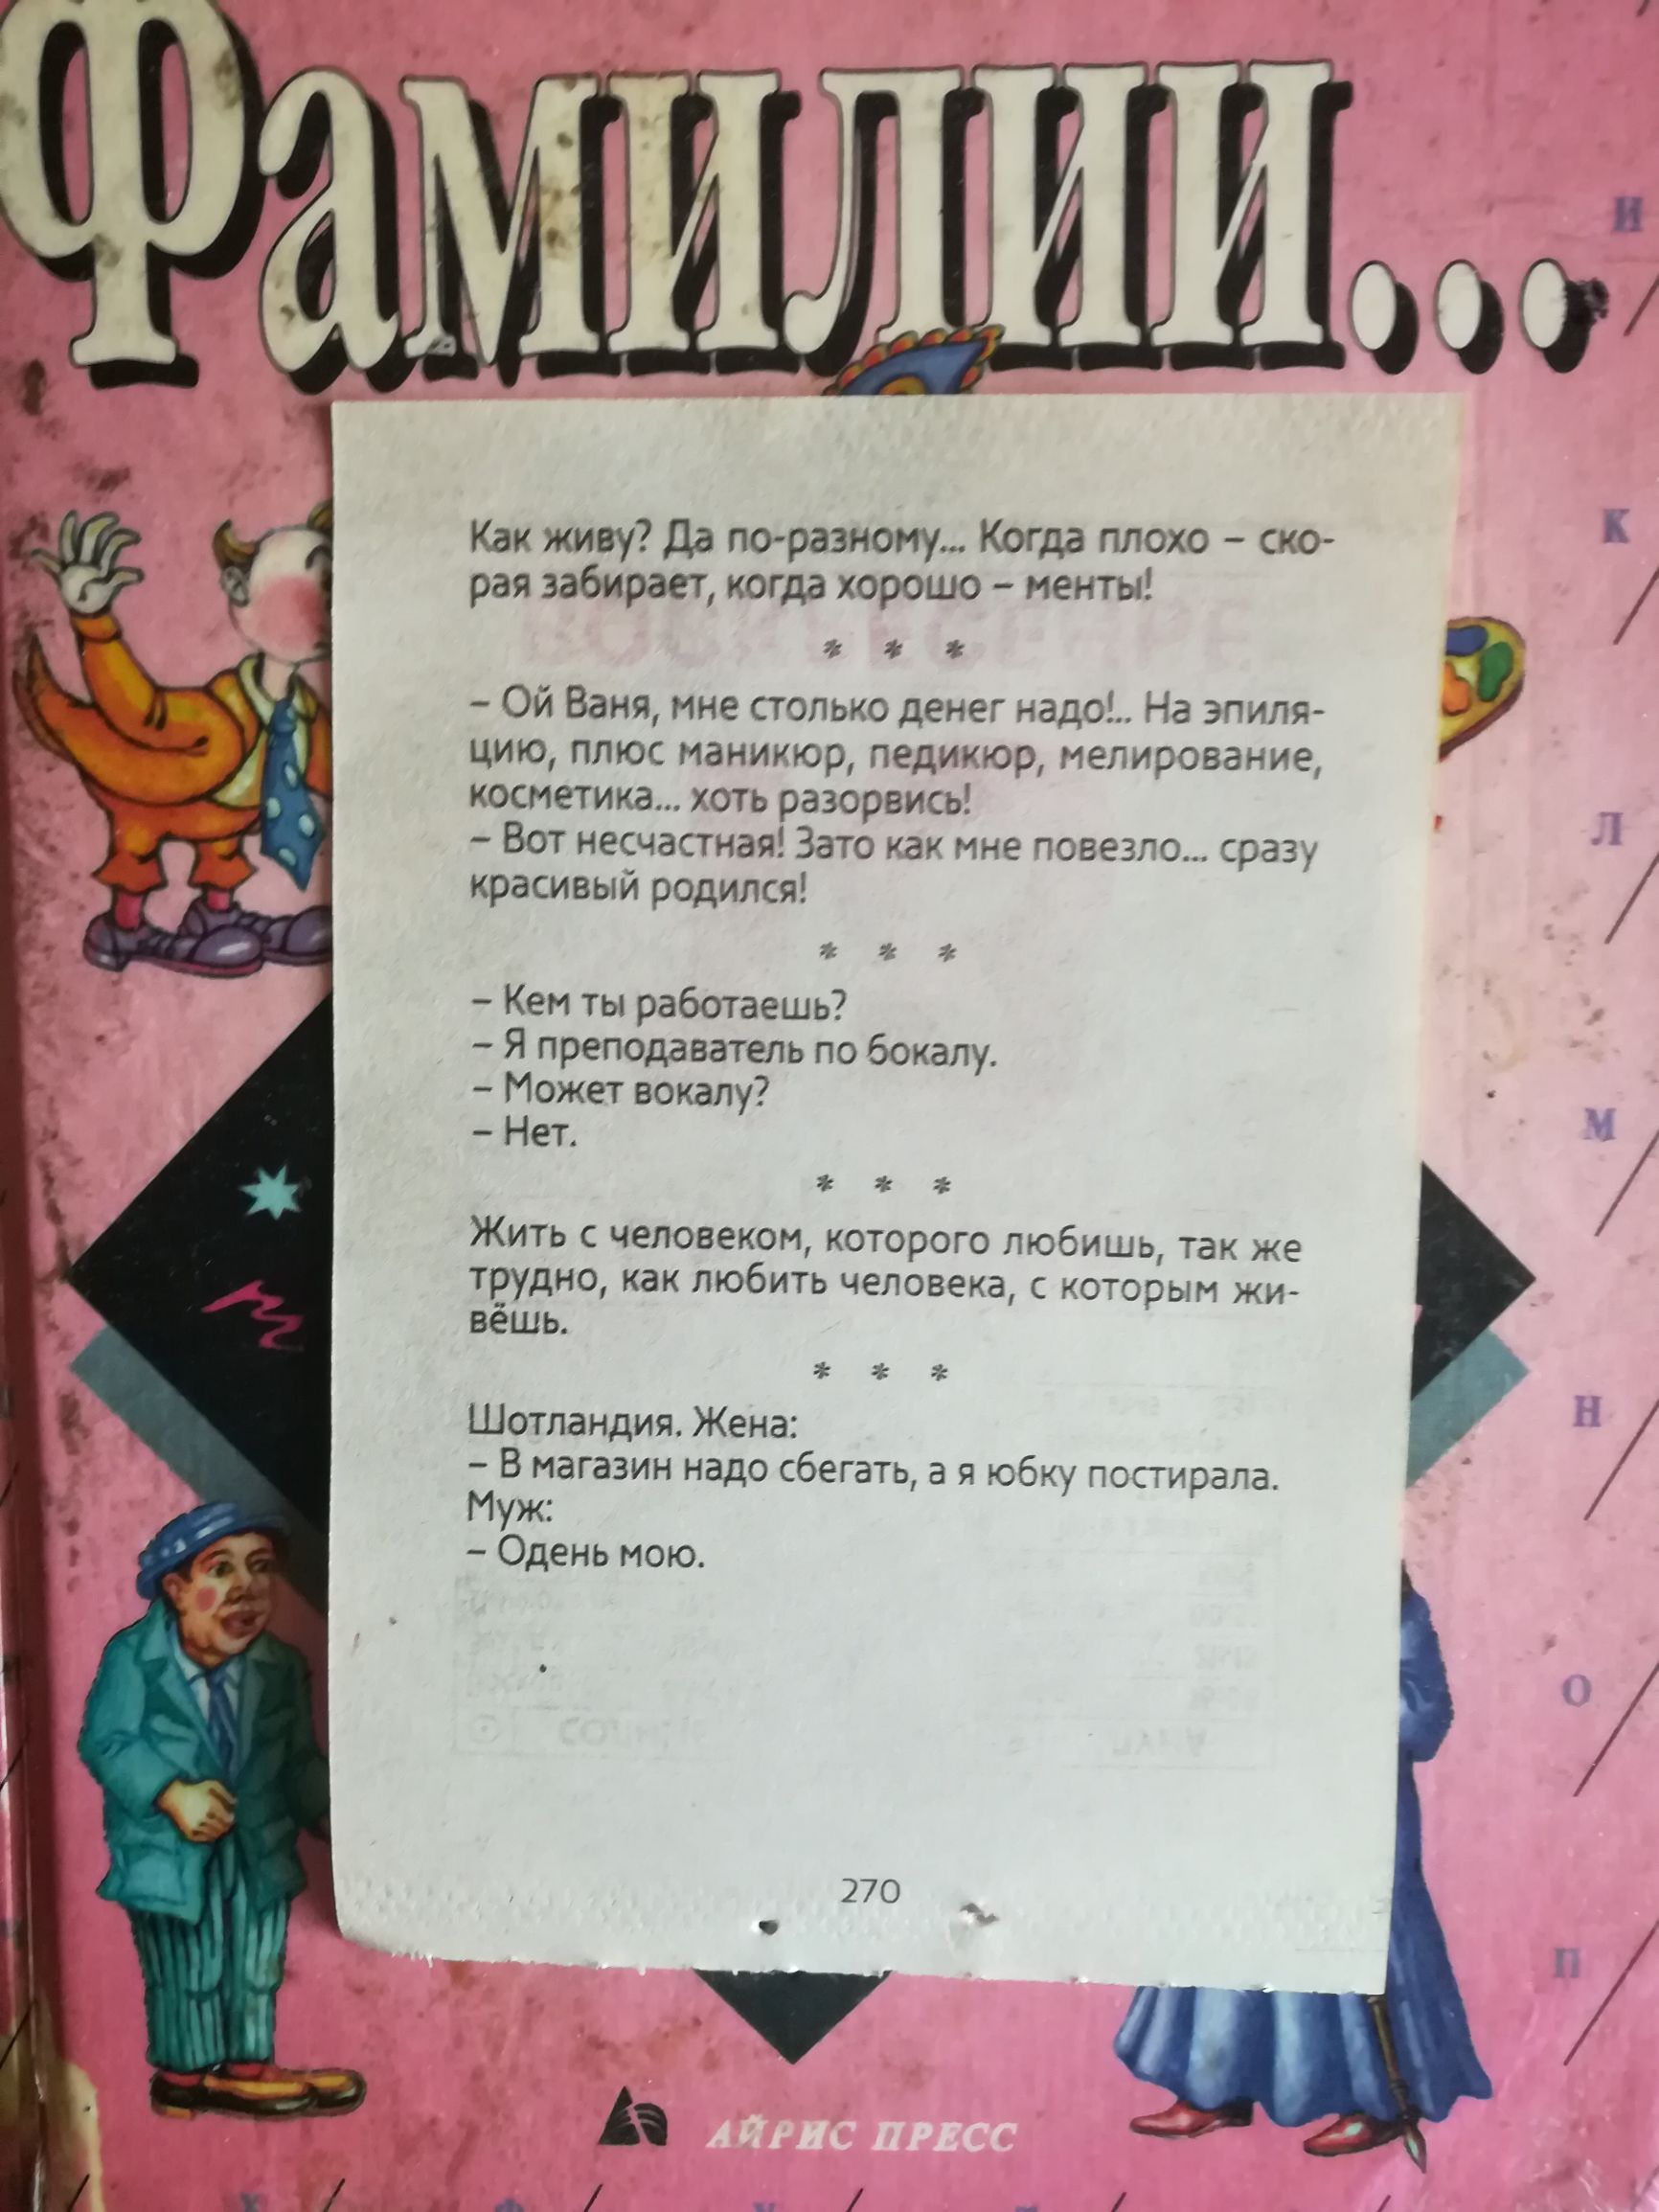 Фамилии...
Как живу? Да по-разному... Когда плохо – ско-
рая забирает, когда хорошо – менты!
* * *
– Ой Ваня, мне столько денег надо!.. На эпиля-
цию, плюс маникюр, педикюр, мелирование,
косметика... хоть разорвись!
– Вот несчастная! Зато как мне повезло... сразу
красивый родился!
* * *
– Кем ты работаешь?
– Я преподаватель по бокалу.
– Может вокалу?
– Нет.
* * *
Жить с человеком, которого любишь, так же
трудно, как любить человека, с которым жи-
вёшь.
* * *
Шотландия. Жена:
– В магазин надо сбегать, а я юбку постирала.
Муж:
– Одень мою.
270
И
К
Л
М
Н
О
П
АЙРИС ПРЕСС